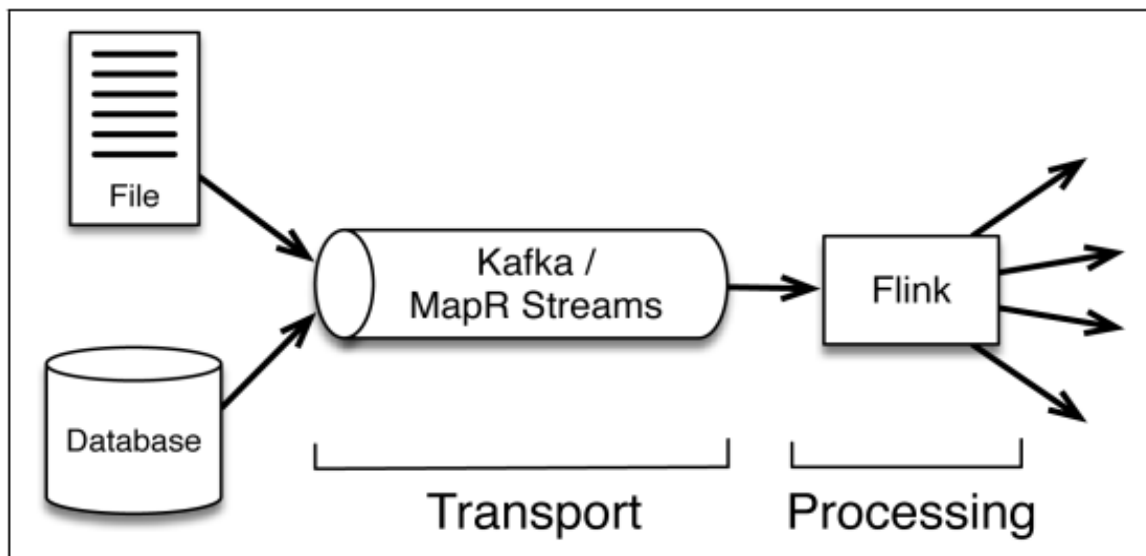 File
Kafka /
MapR Streams
Flink
Database
Transport
Processing